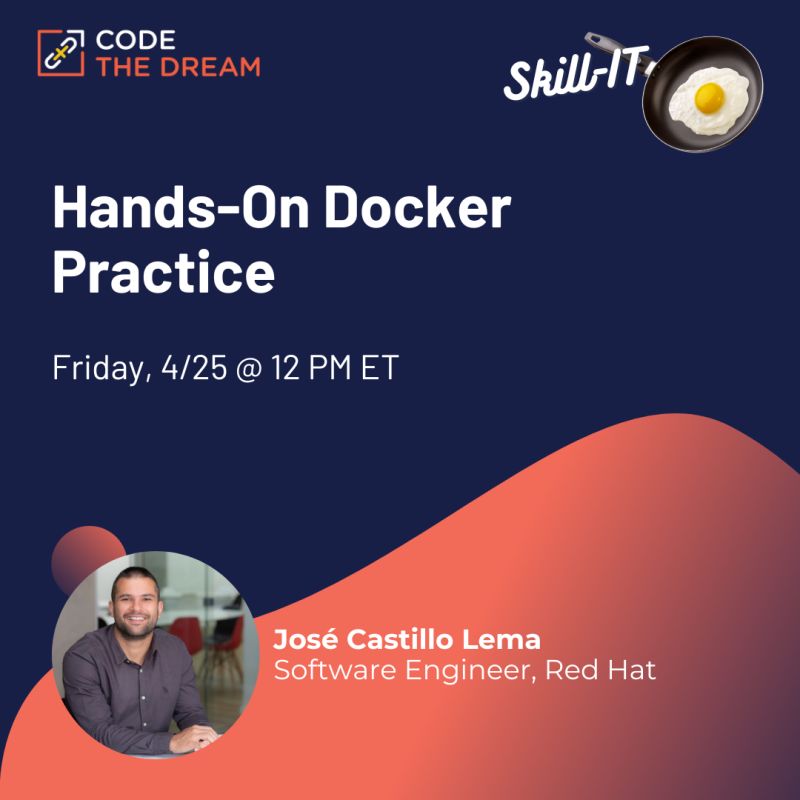 CODE
THE DREAM
Skill-IT
Hands-On Docker
Practice
Friday, 4/25 @ 12 PM ET
José Castillo Lema
Software Engineer, Red Hat